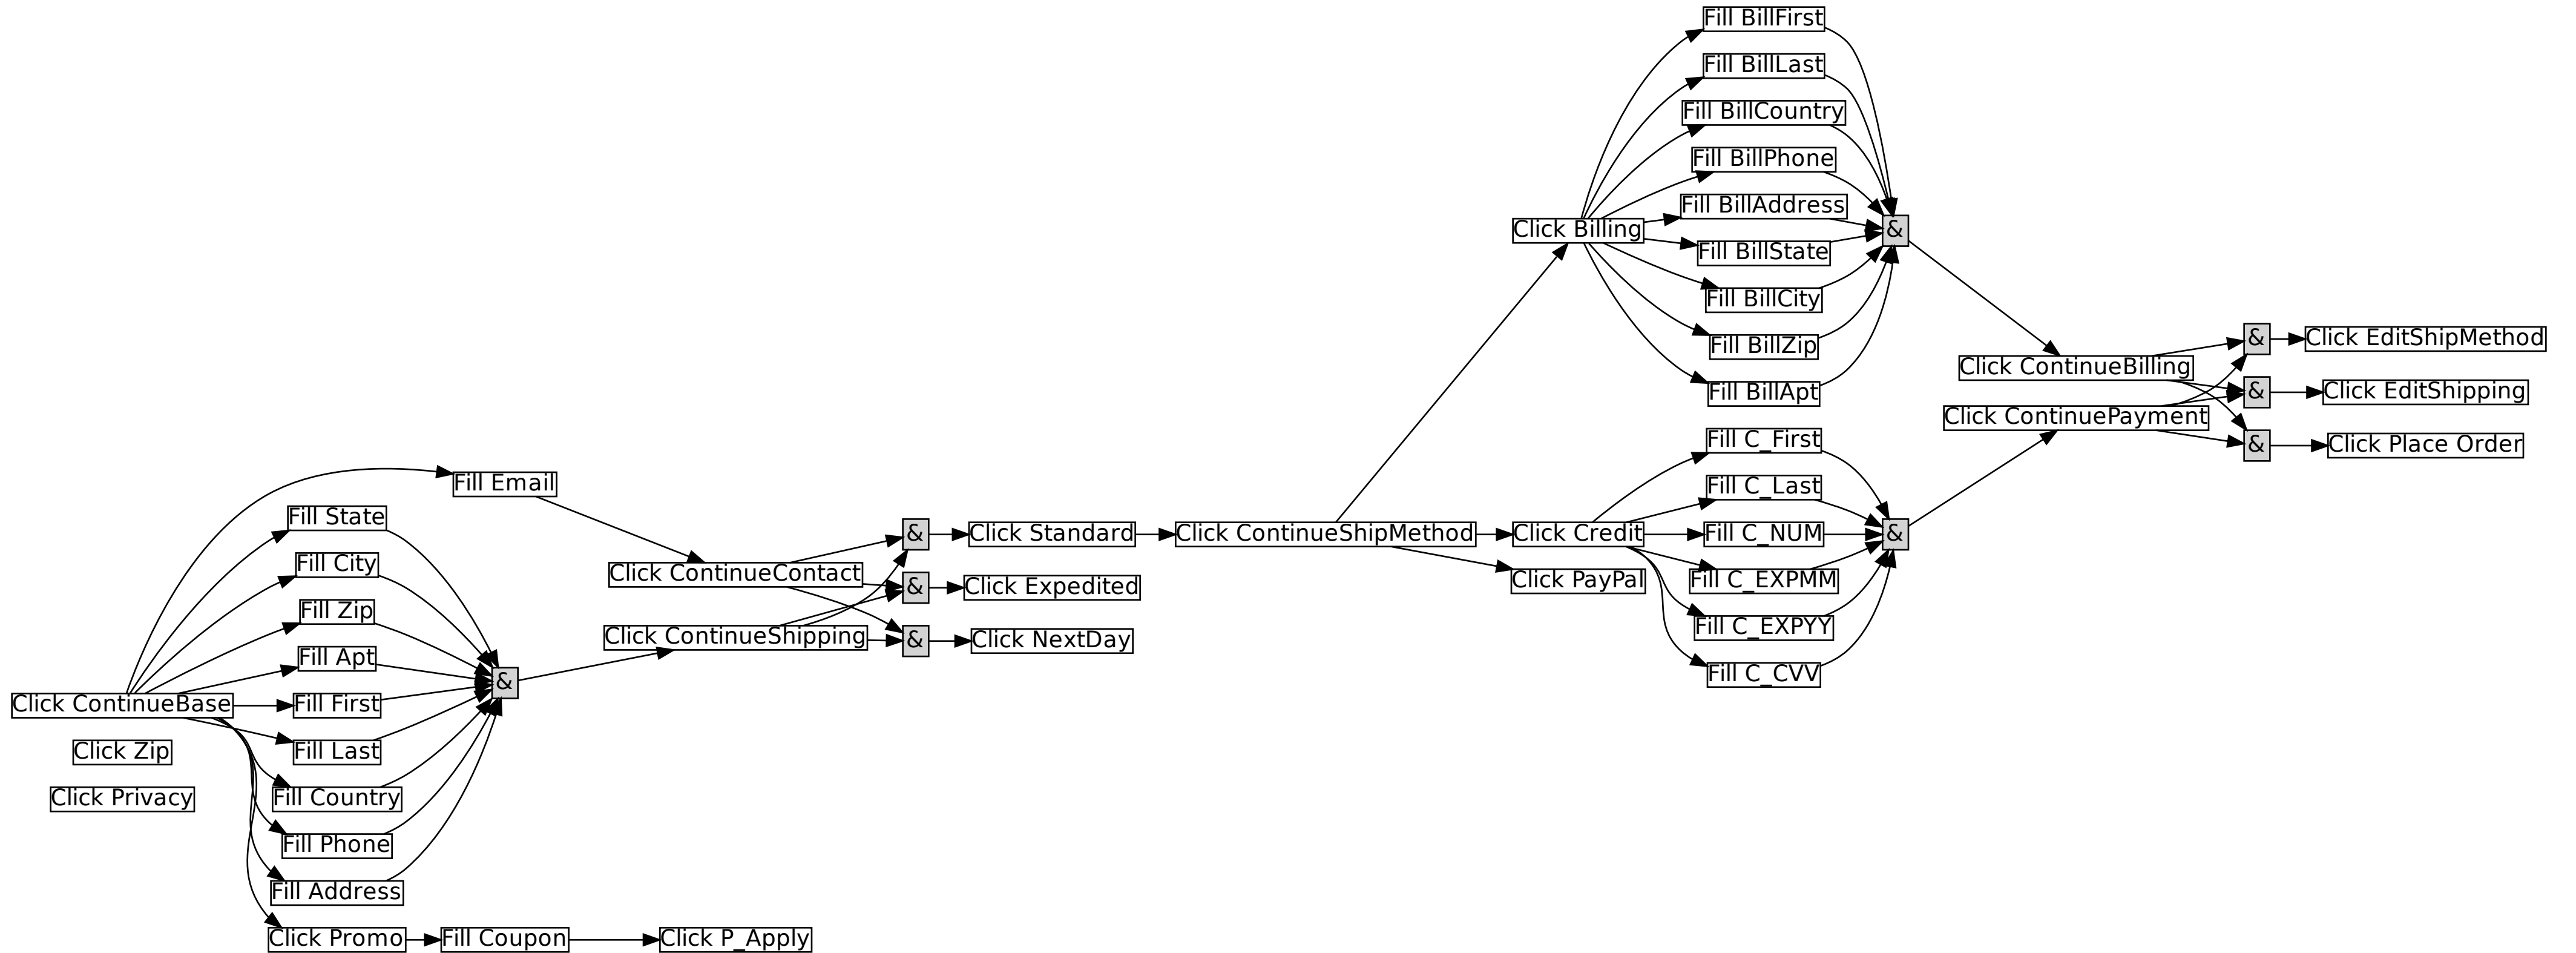 Fill BillFirst
Fill BillLast
Fill BillCountry
Fill BillPhone
Fill BillAddress
Click Billing
&
Fill BillState
Fill BillCity
Fill BillZip
Fill BillApt
&
Click EditShipMethod
Click ContinueBilling
&
Click EditShipping
Click ContinuePayment
&
Click Place Order
Fill C_First
Fill Email
Fill C_Last
Fill State
&
Click Standard
Click ContinueShipMethod
Click Credit
Fill C_NUM
&
Fill City
Click ContinueContact
&
Click Expedited
Click PayPal
Fill C_EXPMM
Fill Zip
Click ContinueShipping
&
Click NextDay
Fill C_EXPYY
Fill Apt
&
Fill C_CVV
Click ContinueBase
Fill First
Click Zip
Fill Last
Click Privacy
Fill Country
Fill Phone
Fill Address
Click Promo
Fill Coupon
Click P_Apply